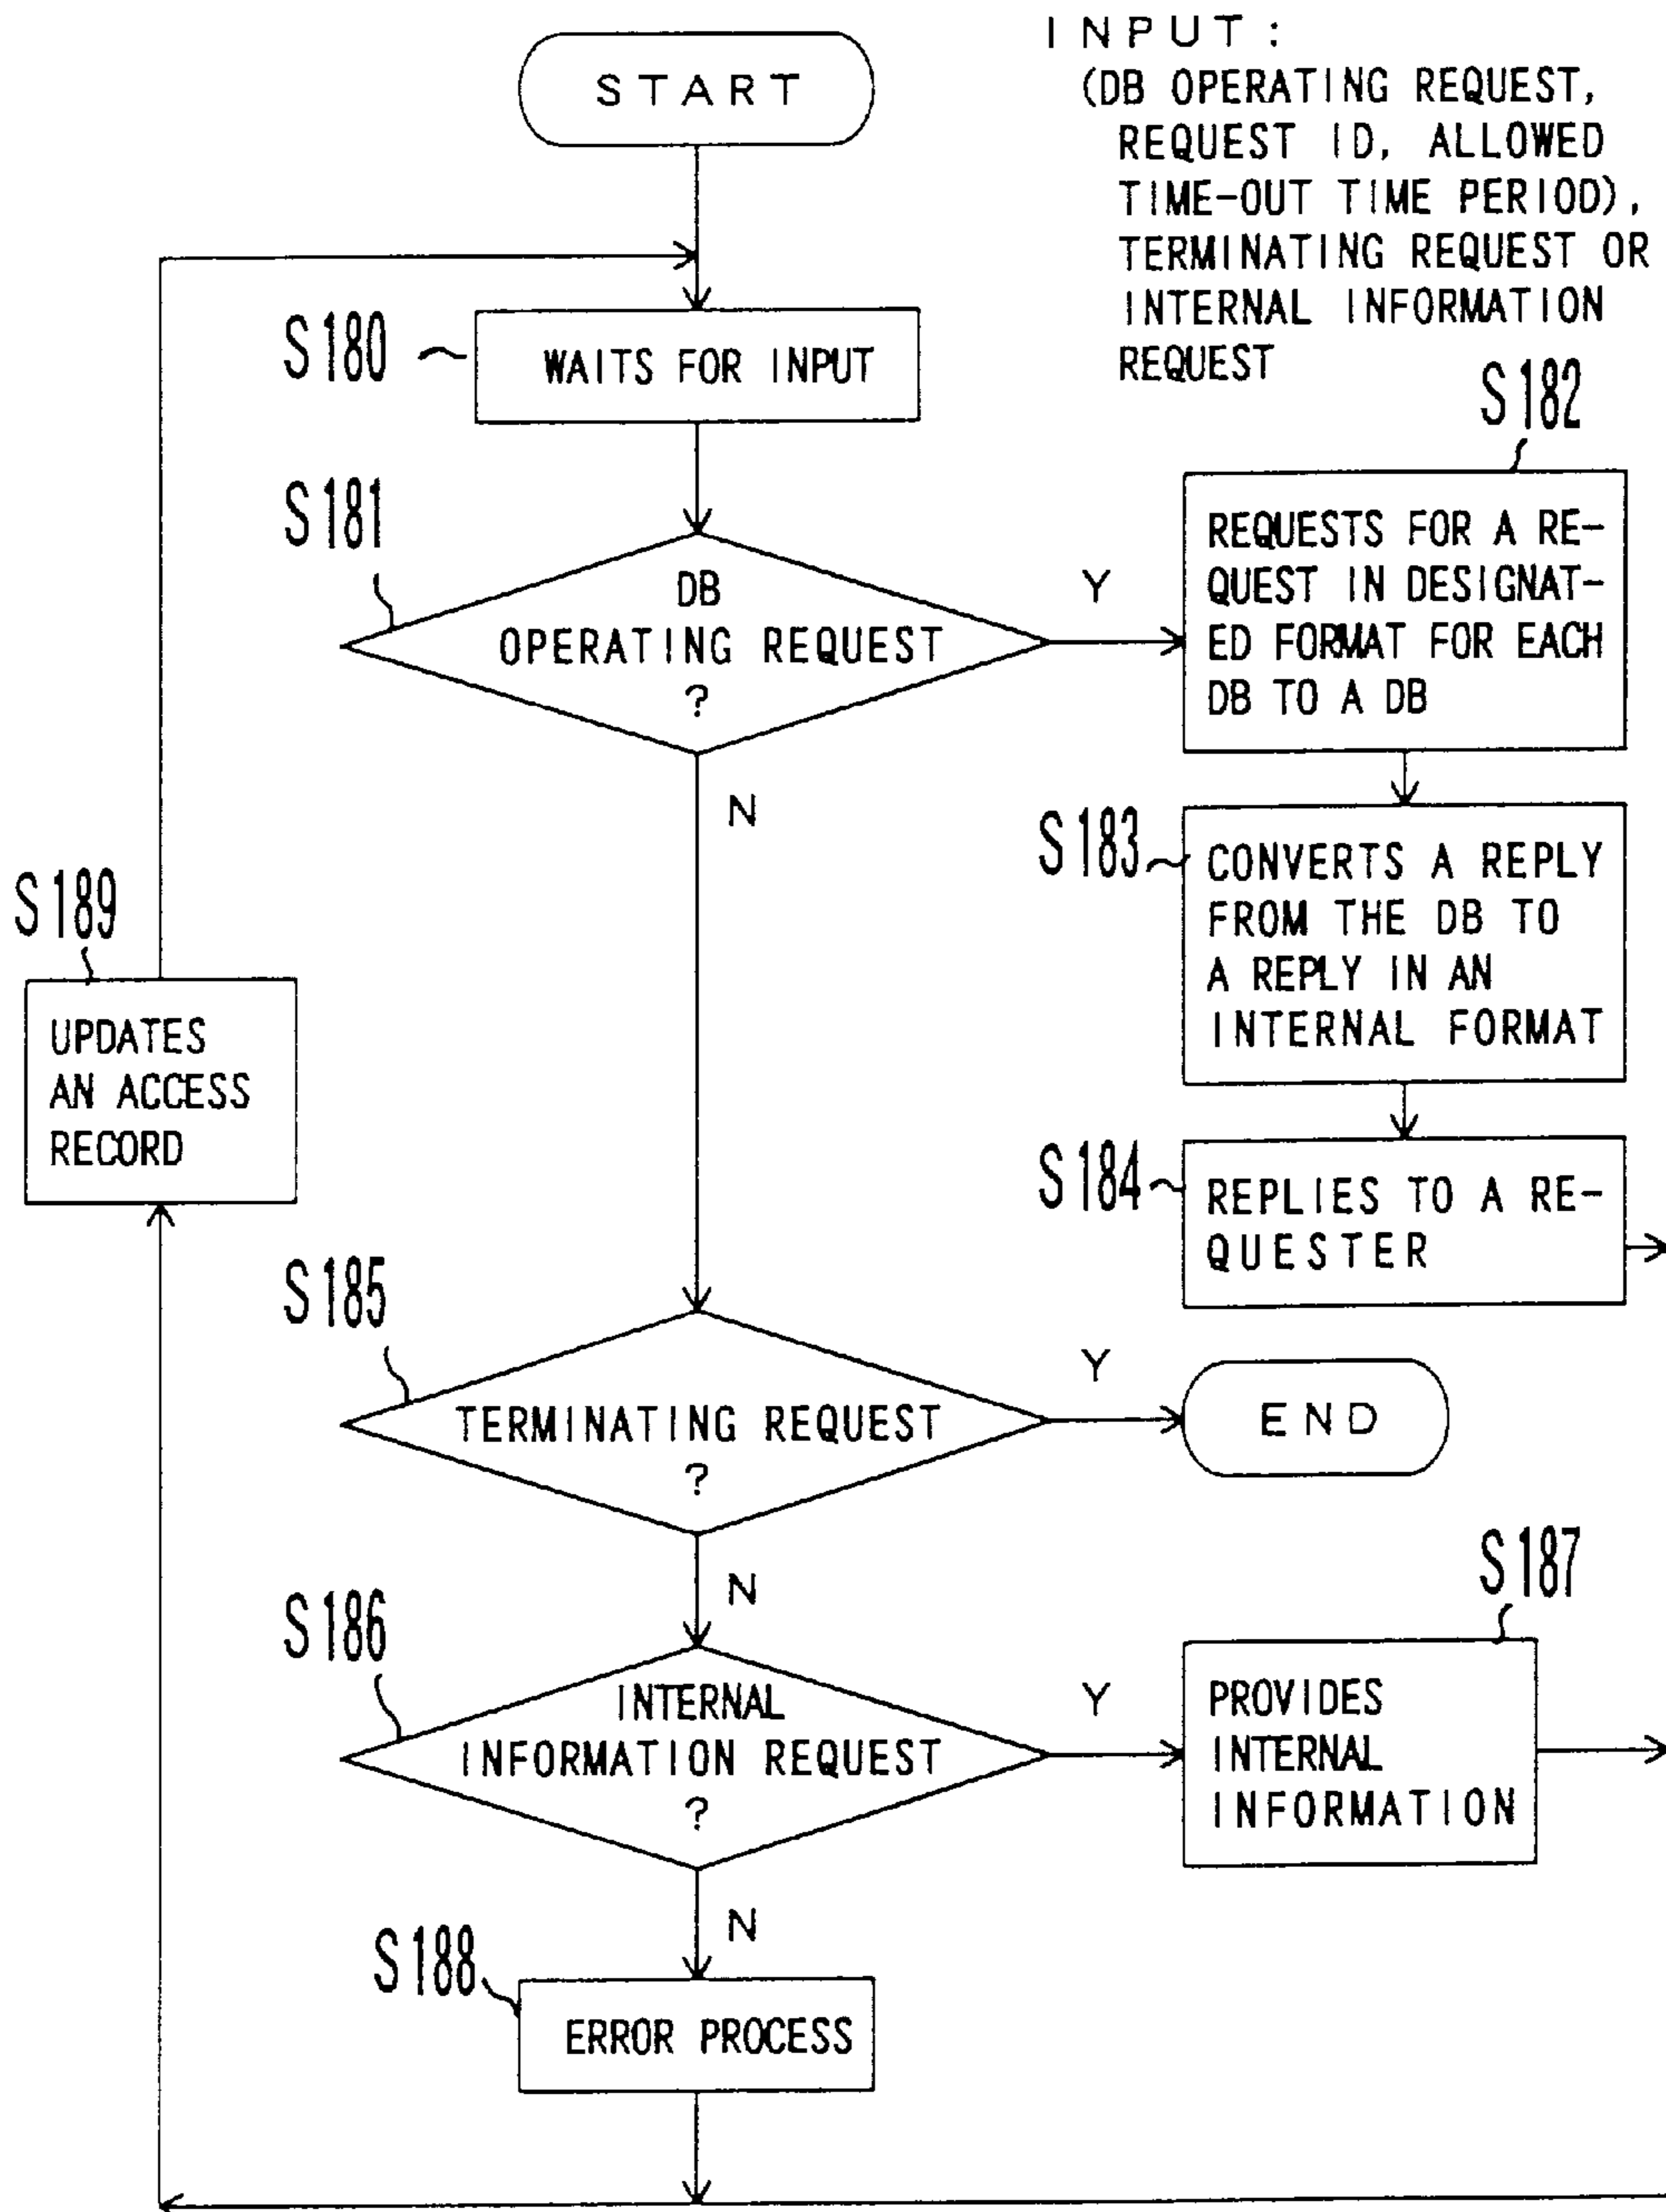 START
INPUT:
(DB OPERATING REQUEST,
REQUEST ID, ALLOWED
TIME-OUT TIME PERIOD),
TERMINATING REQUEST OR
INTERNAL INFORMATION
REQUEST
S180
WAITS FOR INPUT
S181
DB
OPERATING REQUEST
?
Y
N
S182
REQUESTS FOR A RE-
QUEST IN DESIGNAT-
ED FORMAT FOR EACH
DB TO A DB
S183
CONVERTS A REPLY
FROM THE DB TO
A REPLY IN AN
INTERNAL FORMAT
S184
REPLIES TO A RE-
QUESTER
S189
UPDATES
AN ACCESS
RECORD
S185
TERMINATING REQUEST
?
Y
END
N
S186
INTERNAL
INFORMATION REQUEST
?
Y
S187
PROVIDES
INTERNAL
INFORMATION
N
S188
ERROR PROCESS